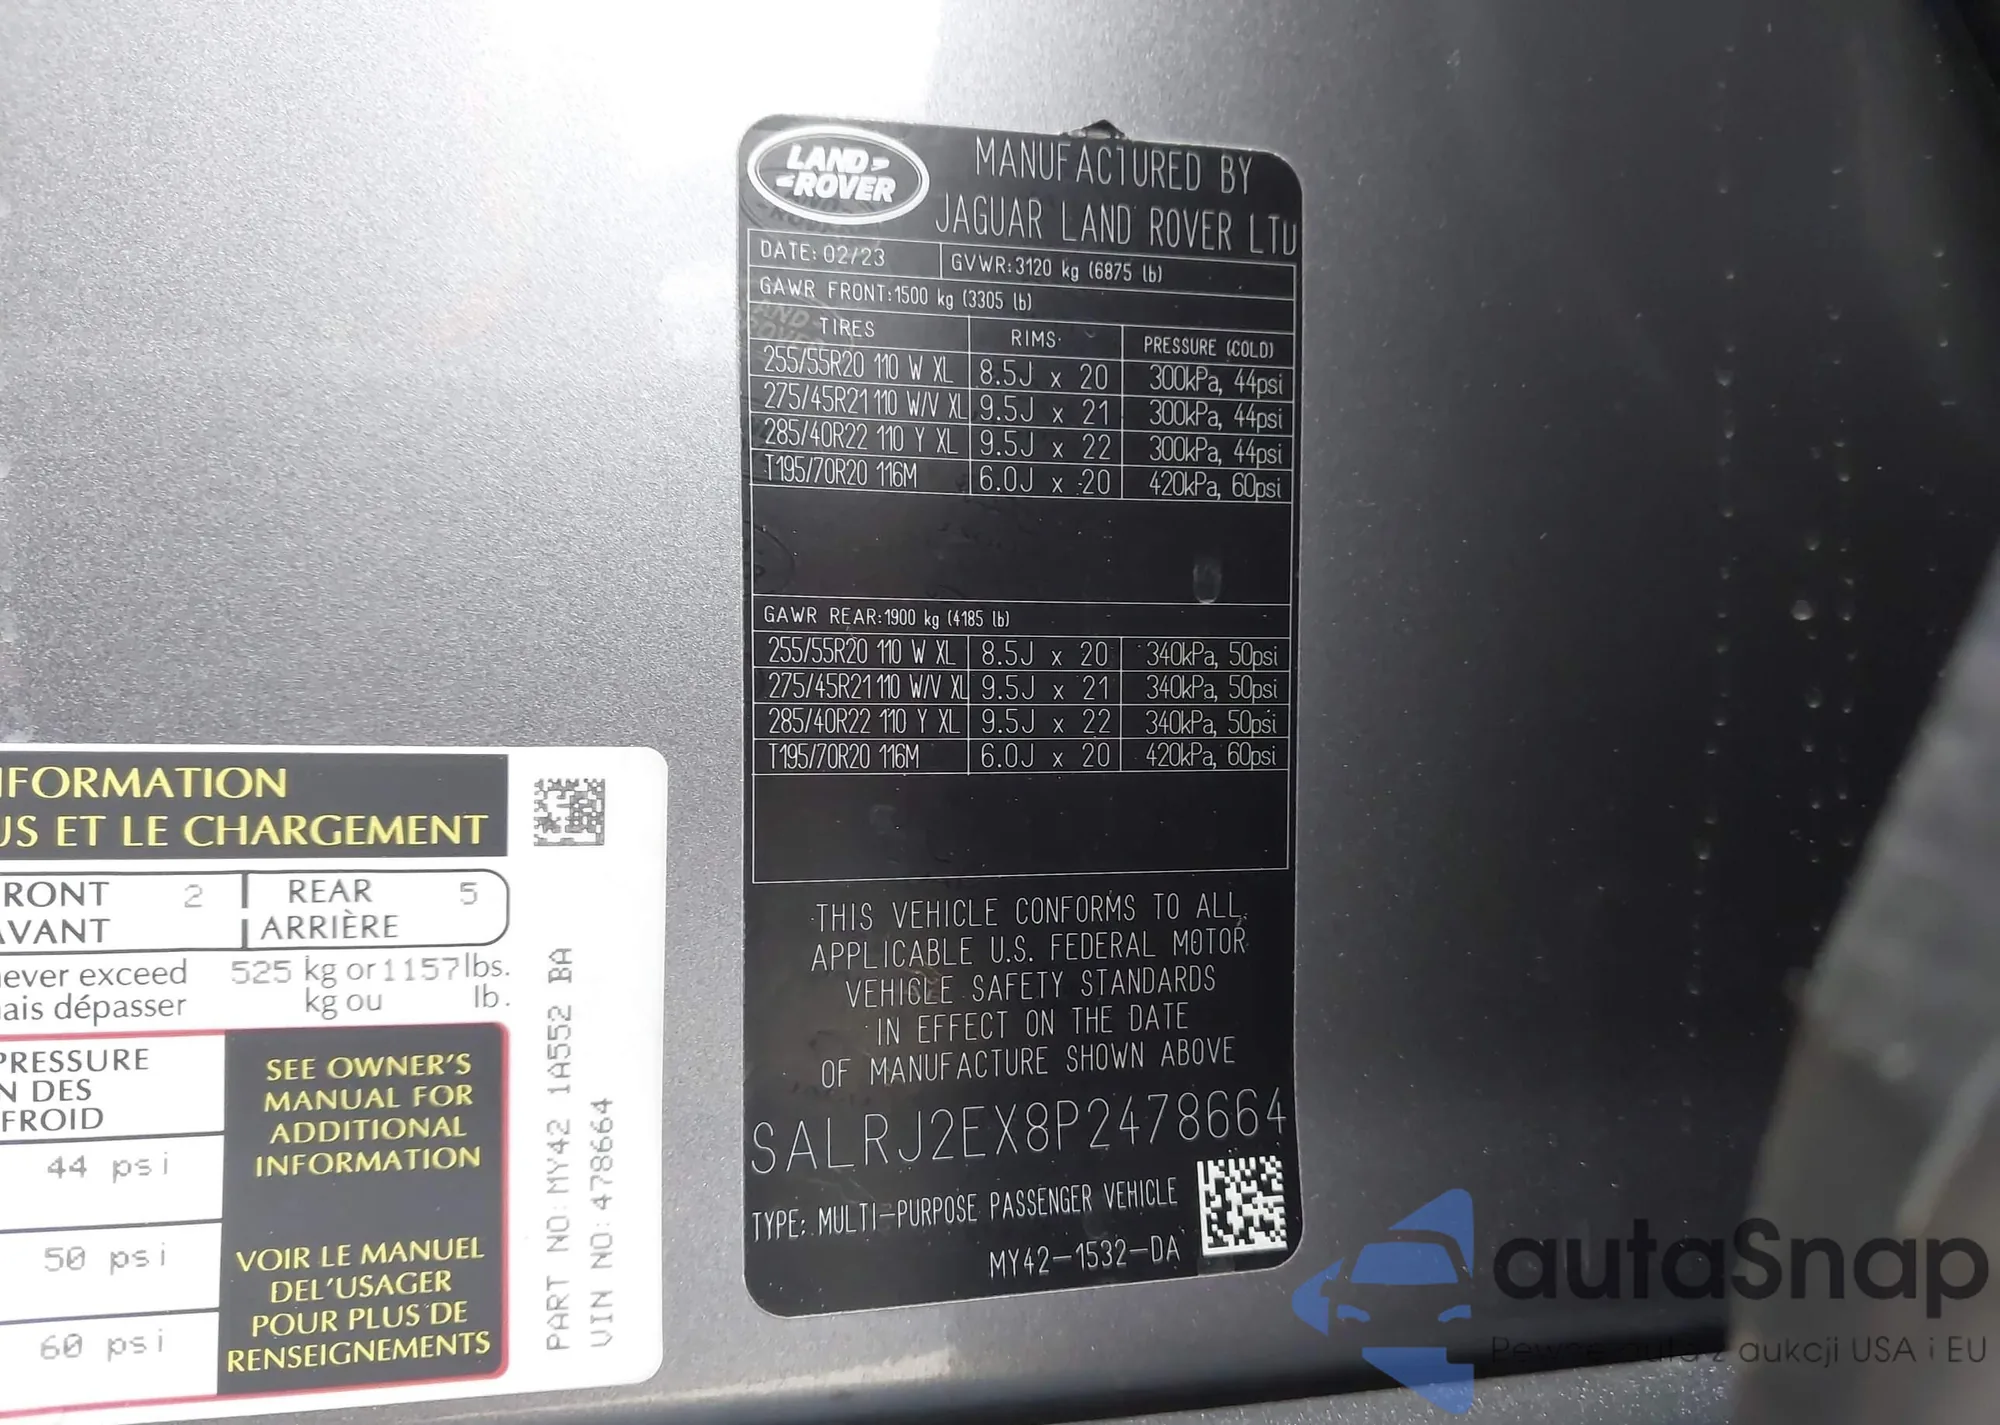 LAND ROVER
MANUFACTURED BY
JAGUAR LAND ROVER LTD
DATE: 02/23 GVWR: 3120 kg (6875 lb)
GAWR FRONT: 1500 kg (3305 lb)
TIRES RIMS PRESSURE (COLD)
255/55R20 110 W XL 8.5J x 20 300kPa, 44psi
275/45R21 110 W/V XL 9.5J x 21 300kPa, 44psi
285/40R22 110 Y XL 9.5J x 22 300kPa, 44psi
T195/70R20 116M 6.0J x 20 420kPa, 60psi
GAWR REAR: 1900 kg (4185 lb)
255/55R20 110 W XL 8.5J x 20 340kPa, 50psi
275/45R21 110 W/V XL 9.5J x 21 340kPa, 50psi
285/40R22 110 Y XL 9.5J x 22 340kPa, 50psi
T195/70R20 116M 6.0J x 20 420kPa, 60psi
THIS VEHICLE CONFORMS TO ALL
APPLICABLE U.S. FEDERAL MOTOR
VEHICLE SAFETY STANDARDS
IN EFFECT ON THE DATE
OF MANUFACTURE SHOWN ABOVE
SALRJ2EX8P2478664
TYPE: MULTI-PURPOSE PASSENGER VEHICLE
MY42-1532-DA
NFORMATION
US ET LE CHARGEMENT
RONT 2 REAR 5
AVANT ARRIÈRE
never exceed 525 kg or 1157 lbs.
ais dépasser kg ou lb.
PRESSURE
N DES
FROID
44 psi
50 psi
60 psi
SEE OWNER'S
MANUAL FOR
ADDITIONAL
INFORMATION
VOIR LE MANUEL
DEL'USAGER
POUR PLUS DE
RENSEIGNEMENTS
PART NO: MY42 1A552 BA
VIN NO: 478664
autaSnap
Pewne auta z aukcji USA i EU